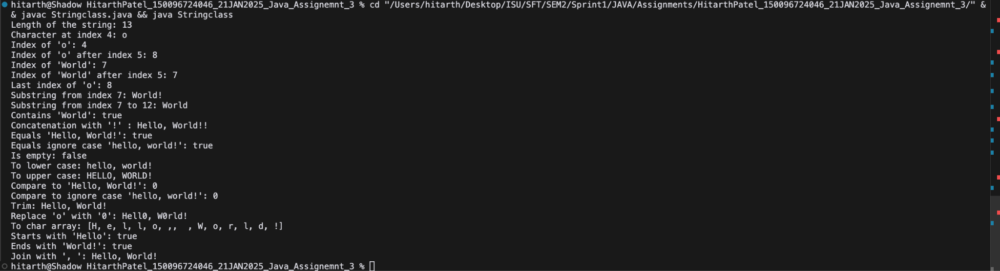 hitarth@Shadow HitarthPatel_150096724046_21JAN2025_Java_Assignemnt_3 % cd "/Users/hitarth/Desktop/ISU/SFT/SEM2/Sprint1/JAVA/Assignments/HitarthPatel_150096724046_21JAN2025_Java_Assignemnt_3/" &
& javac Stringclass.java && java Stringclass
Length of the string: 13
Character at index 4: o
Index of 'o': 4
Index of 'o' after index 5: 8
Index of 'World': 7
Index of 'World' after index 5: 7
Last index of 'o': 8
Substring from index 7: World!
Substring from index 7 to 12: World
Contains 'World': true
Concatenation with '!' : Hello, World!!
Equals 'Hello, World!': true
Equals ignore case 'hello, world!': true
Is empty: false
To lower case: hello, world!
To upper case: HELLO, WORLD!
Compare to 'Hello, World!': 0
Compare to ignore case 'hello, world!': 0
Trim: Hello, World!
Replace 'o' with '0': Hell0, W0rld!
To char array: [H, e, l, l, o, ,,  , W, o, r, l, d, !]
Starts with 'Hello': true
Ends with 'World!': true
Join with ', ': Hello, World!
hitarth@Shadow HitarthPatel_150096724046_21JAN2025_Java_Assignemnt_3 %